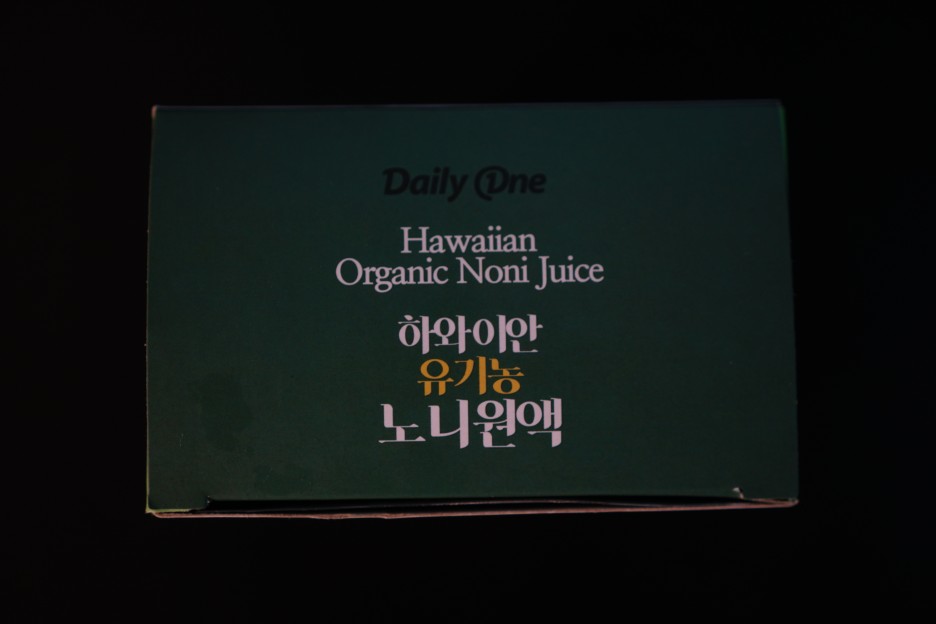 Daily One
Hawaiian
Organic Noni Juice
하와이안
유기농
노니원액